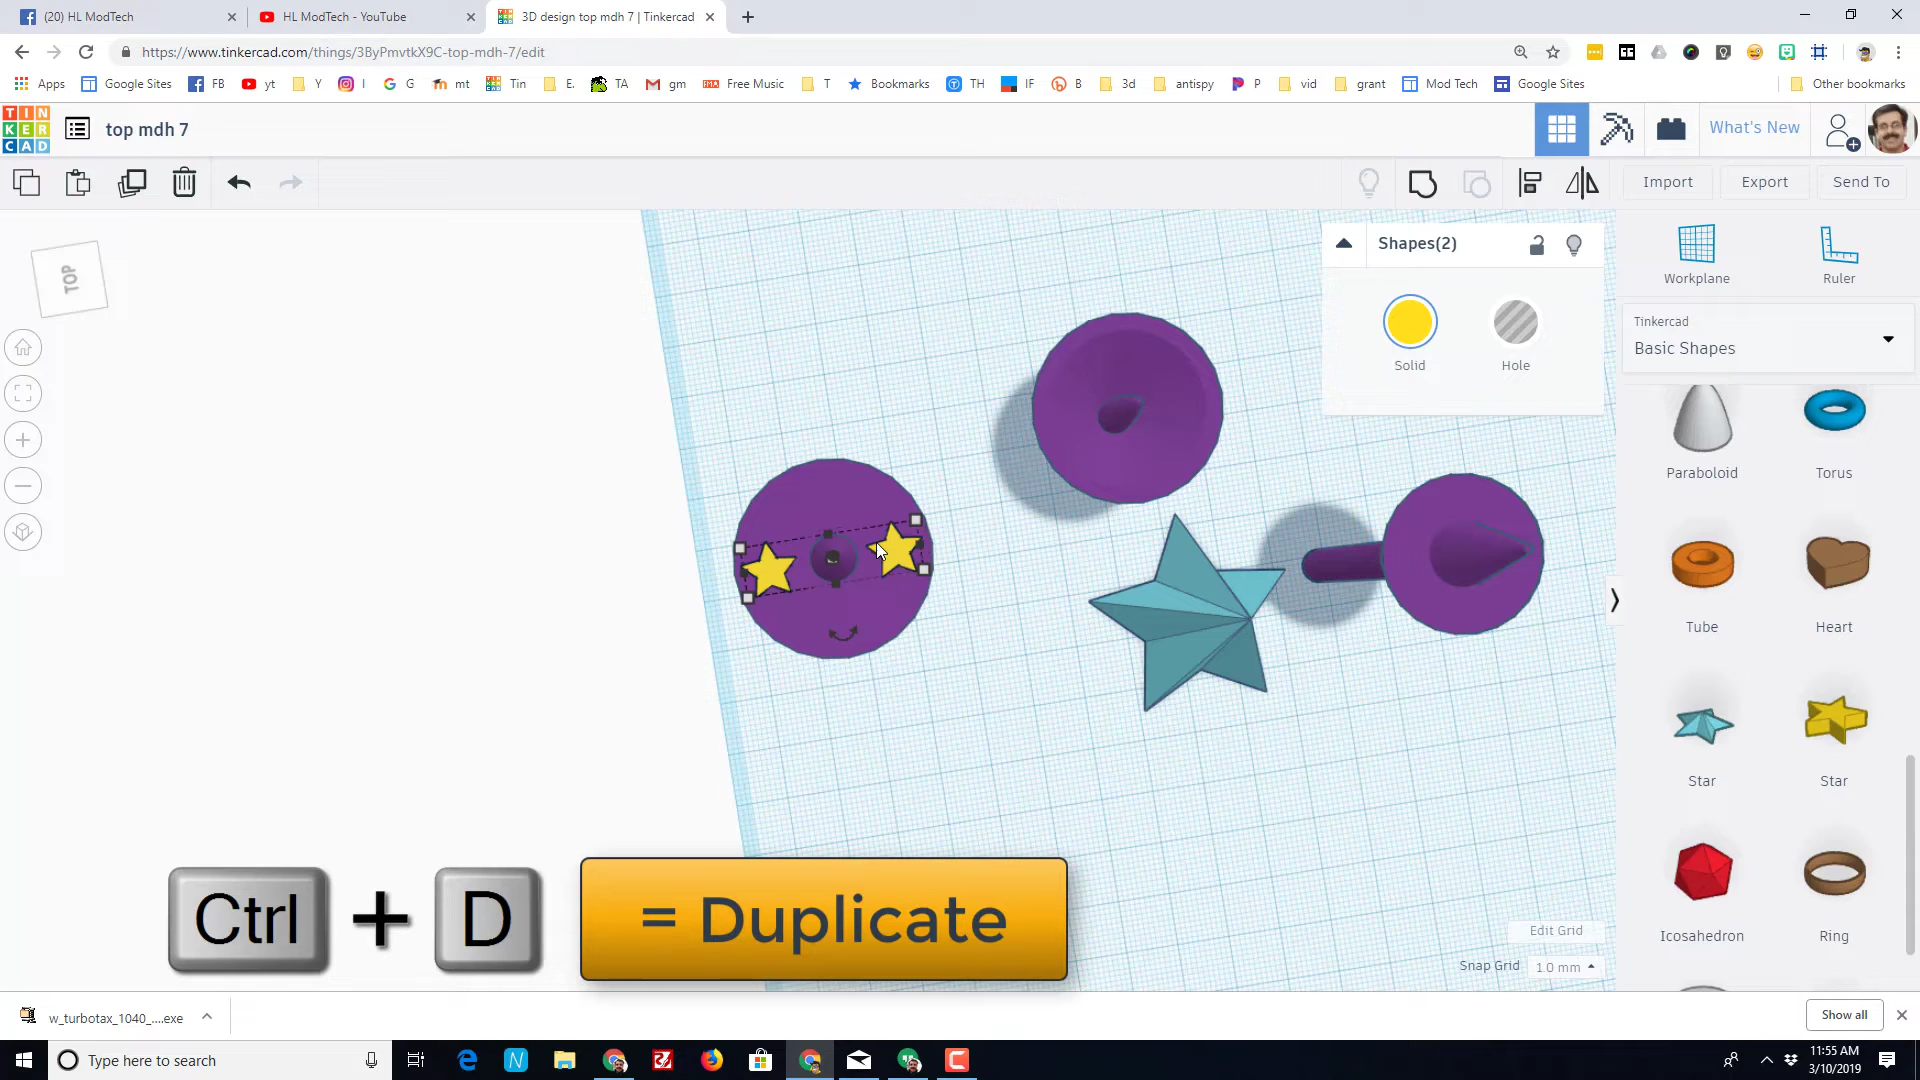 (20) HL ModTech
HL ModTech - YouTube
3D design top mdh 7 | Tinkercad
https://www.tinkercad.com/things/3ByPmvtkX9C-top-mdh-7/edit
Apps Google Sites FB yt Y I G mt Tin E. TA gm Free Music T Bookmarks TH IF B 3d antispy P vid grant Mod Tech Google Sites Other bookmarks
TIN
KER
CAD
top mdh 7
What's New
Import Export Send To
TOP
Shapes(2)
Solid Hole
Workplane Ruler
Tinkercad
Basic Shapes
Paraboloid Torus
Tube Heart
Star Star
Icosahedron Ring
Edit Grid
Snap Grid 1.0 mm
Ctrl + D = Duplicate
w_turbotax_1040_....exe
Show all
Type here to search
11:55 AM
3/10/2019